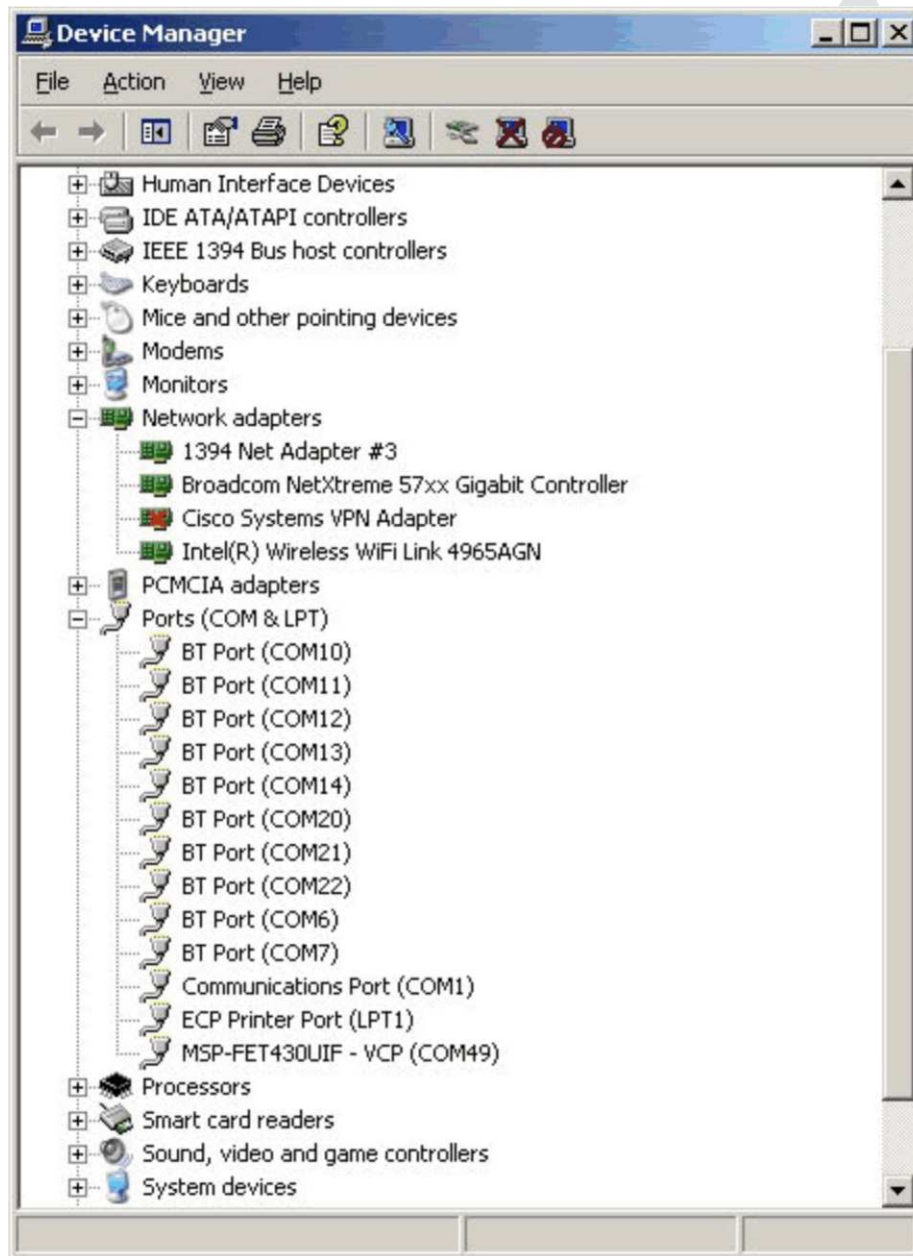 Device Manager
File Action View Help
Human Interface Devices
IDE ATA/ATAPI controllers
IEEE 1394 Bus host controllers
Keyboards
Mice and other pointing devices
Modems
Monitors
Network adapters
1394 Net Adapter #3
Broadcom NetXtreme 57xx Gigabit Controller
Cisco Systems VPN Adapter
Intel(R) Wireless WiFi Link 4965AGN
PCMCIA adapters
Ports (COM & LPT)
BT Port (COM10)
BT Port (COM11)
BT Port (COM12)
BT Port (COM13)
BT Port (COM14)
BT Port (COM20)
BT Port (COM21)
BT Port (COM22)
BT Port (COM6)
BT Port (COM7)
Communications Port (COM1)
ECP Printer Port (LPT1)
MSP-FET430UIF - VCP (COM49)
Processors
Smart card readers
Sound, video and game controllers
System devices